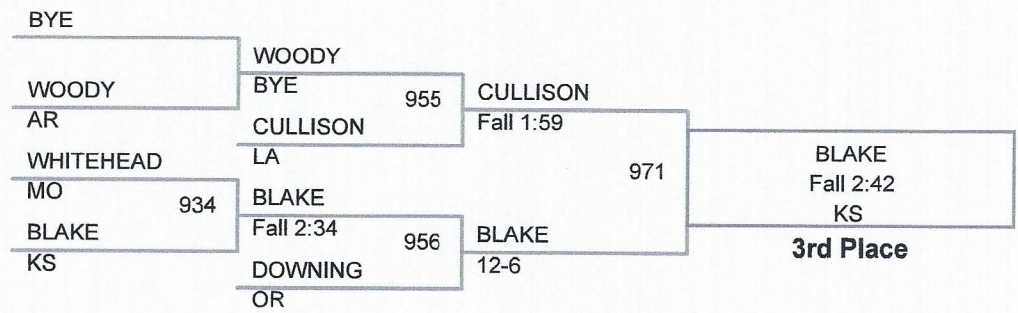 BYE
WOODY
AR
WHITEHEAD
MO
934
BLAKE
KS
WOODY
BYE
955
CULLISON
LA
BLAKE
Fall 2:34
956
DOWNING
OR
CULLISON
Fall 1:59
971
BLAKE
12-6
BLAKE
Fall 2:42
KS
3rd Place